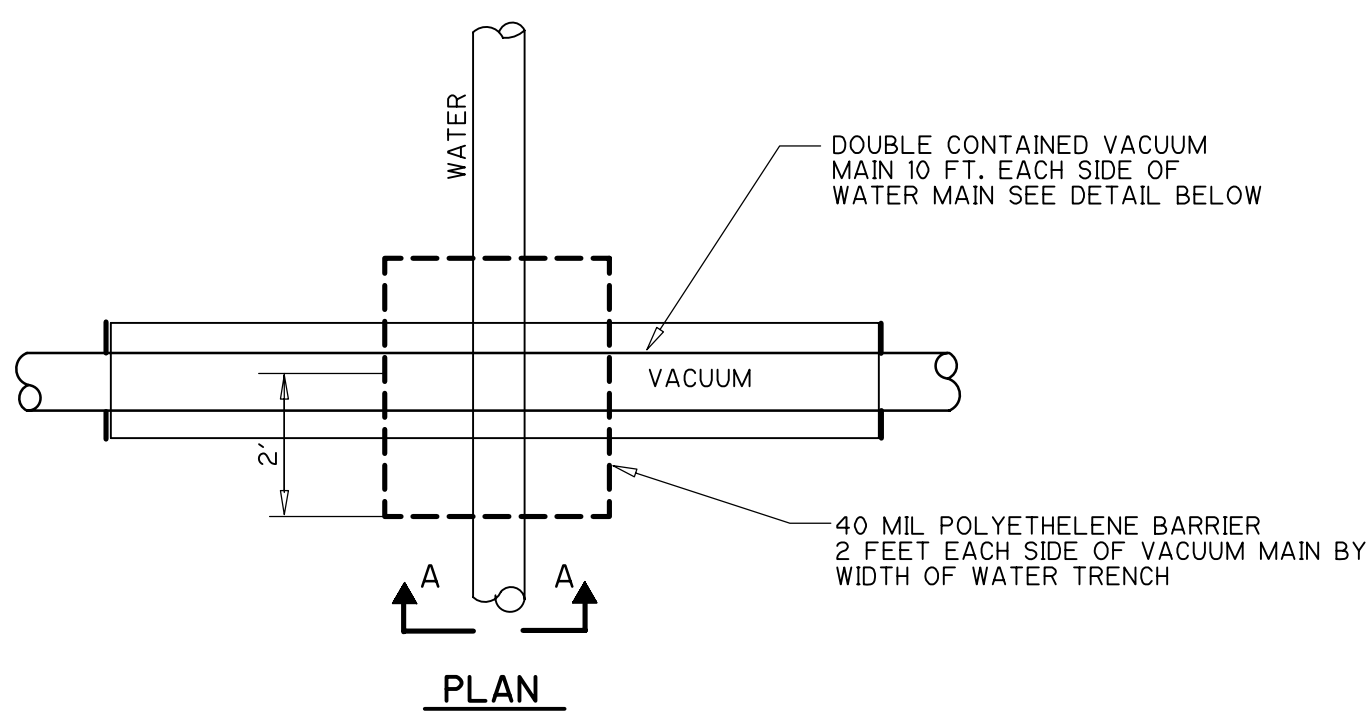 WATER
DOUBLE CONTAINED VACUUM
MAIN 10 FT. EACH SIDE OF
WATER MAIN SEE DETAIL BELOW
VACUUM
2'
40 MIL POLYETHELENE BARRIER
2 FEET EACH SIDE OF VACUUM MAIN BY
WIDTH OF WATER TRENCH
A A
PLAN